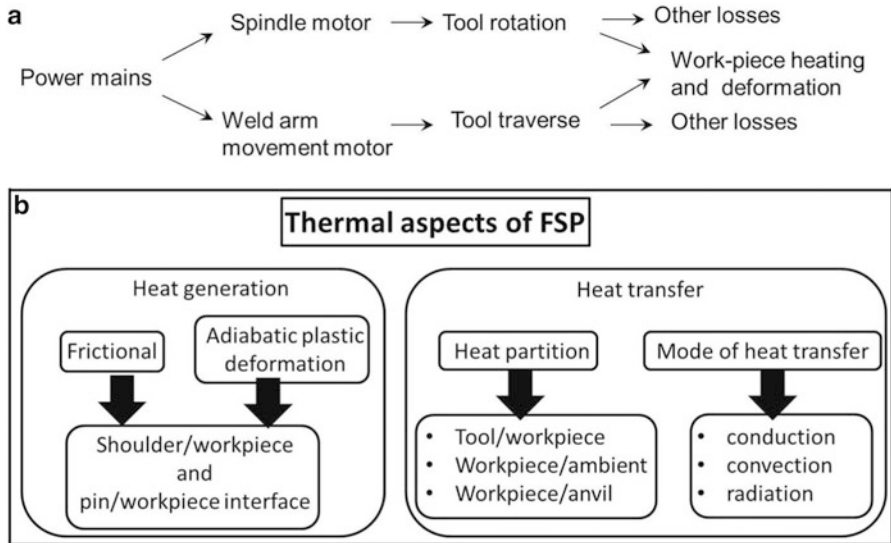 a
Power mains
Spindle motor
Tool rotation
Other losses
Work-piece heating
and deformation
Weld arm
movement motor
Tool traverse
Other losses
b
Thermal aspects of FSP
Heat generation
Frictional
Adiabatic plastic
deformation
Shoulder/workpiece
and
pin/workpiece interface
Heat transfer
Heat partition
Mode of heat transfer
• Tool/workpiece
• Workpiece/ambient
• Workpiece/anvil
• conduction
• convection
• radiation